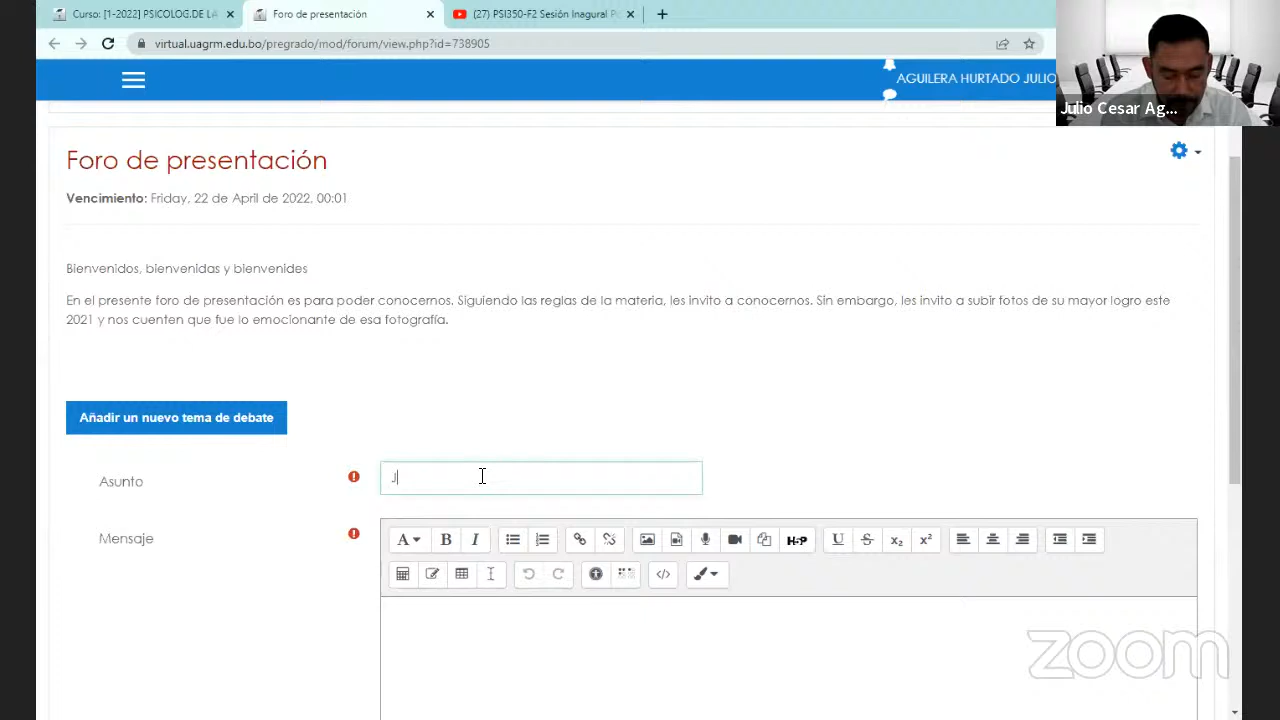 Curso: [1-2022] PSICOLOG.DE LA
Foro de presentación
(27) PSI350-F2 Sesión Inagural P
virtual.uagrm.edu.bo/pregrado/mod/forum/view.php?id=738905
AGUILERA HURTADO JULIO
Julio Cesar Ag...
Foro de presentación
Vencimiento: Friday, 22 de April de 2022, 00:01
Bienvenidos, bienvenidas y bienvenides
En el presente foro de presentación es para poder conocernos. Siguiendo las reglas de la materia, les invito a conocernos. Sin embargo, les invito a subir fotos de su mayor logro este
2021 y nos cuenten que fue lo emocionante de esa fotografía.
Añadir un nuevo tema de debate
Asunto
J
Mensaje
A B I H-P U S x₂ x²
zoom